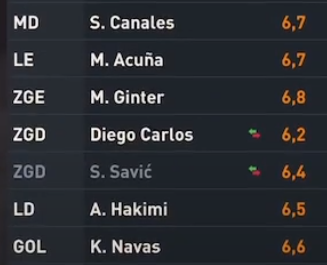 MD S. Canales 6,7
LE M. Acuña 6,7
ZGE M. Ginter 6,8
ZGD Diego Carlos 6,2
ZGD S. Savić 6,4
LD A. Hakimi 6,5
GOL K. Navas 6,6